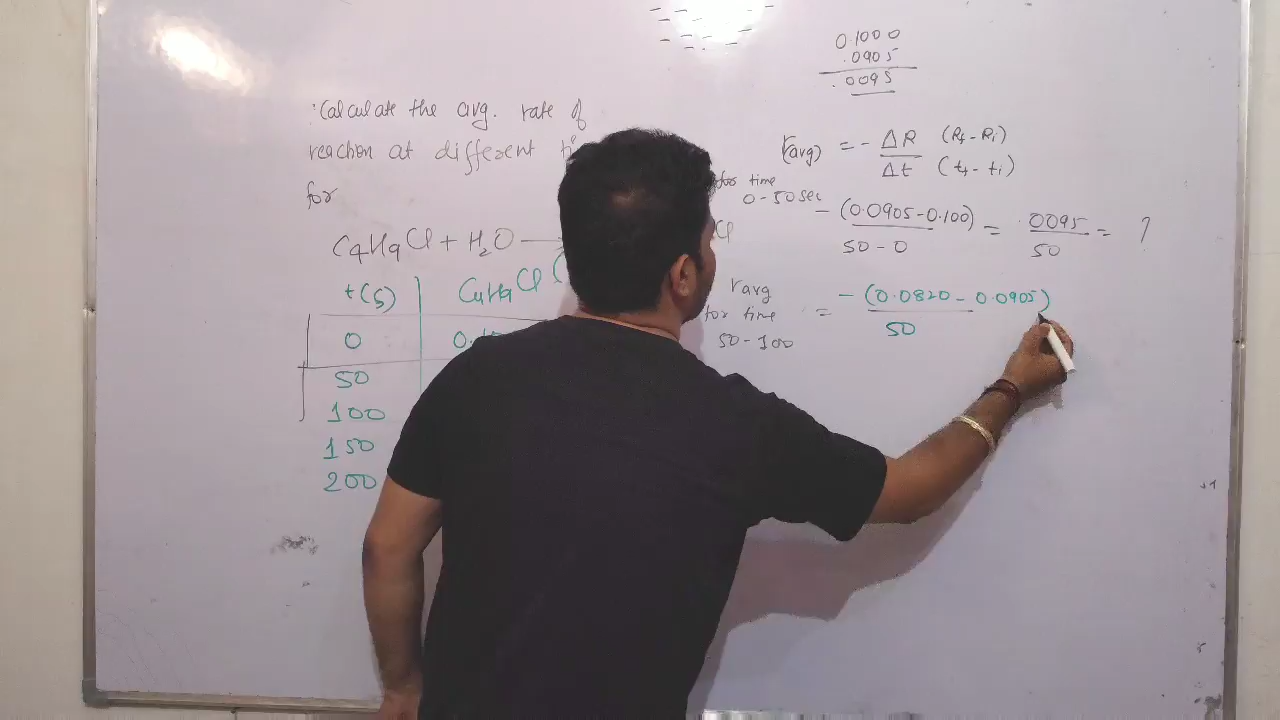 Calculate the avg. rate of
reaction at different
for
C4H9Cl + H2O
t(s) C4H9Cl (
0
50
100
150
200
0.1000
.0905
.0095
r(avg) = - ΔR/Δt (Rf - Ri)/(tf - ti)
for time
0-50 sec
- (0.0905 - 0.100)/50 - 0 = .0095/50 = ?
Cl
ravg
for time
50-100
= - (0.0820 - 0.0905)/50